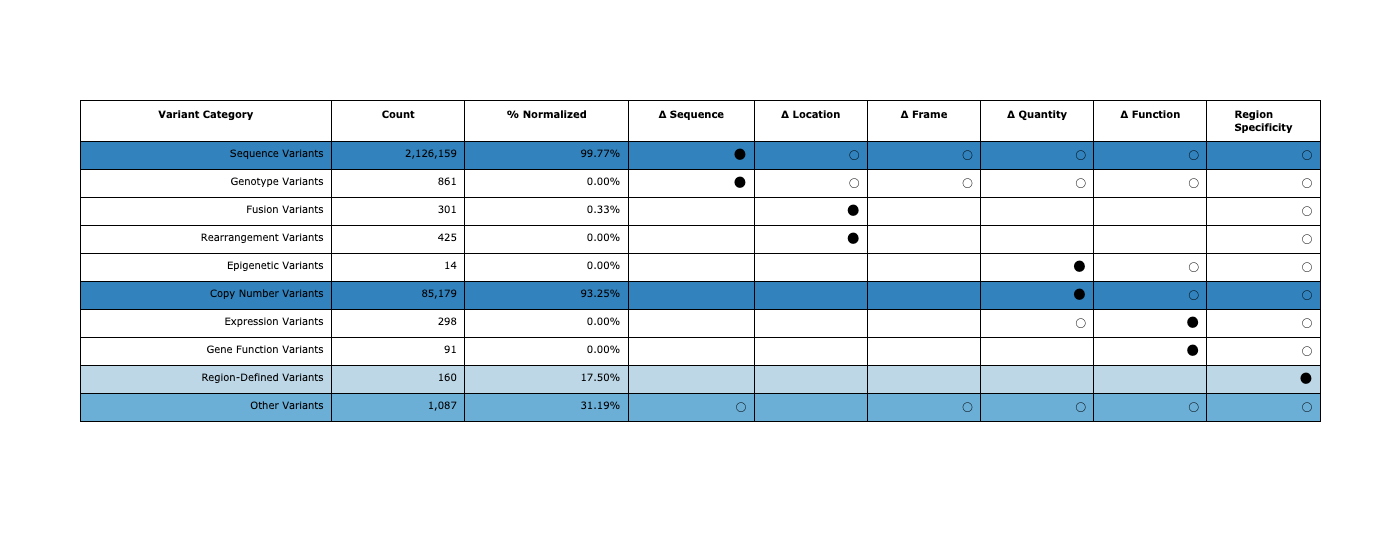 Variant Category Count % Normalized Δ Sequence Δ Location Δ Frame Δ Quantity Δ Function Region Specificity
Sequence Variants 2,126,159 99.77% ● ○ ○ ○ ○ ○
Genotype Variants 861 0.00% ● ○ ○ ○ ○ ○
Fusion Variants 301 0.33% ● ○
Rearrangement Variants 425 0.00% ● ○
Epigenetic Variants 14 0.00% ● ○ ○
Copy Number Variants 85,179 93.25% ● ○ ○
Expression Variants 298 0.00% ○ ● ○
Gene Function Variants 91 0.00% ● ○
Region-Defined Variants 160 17.50% ●
Other Variants 1,087 31.19% ○ ○ ○ ○ ○